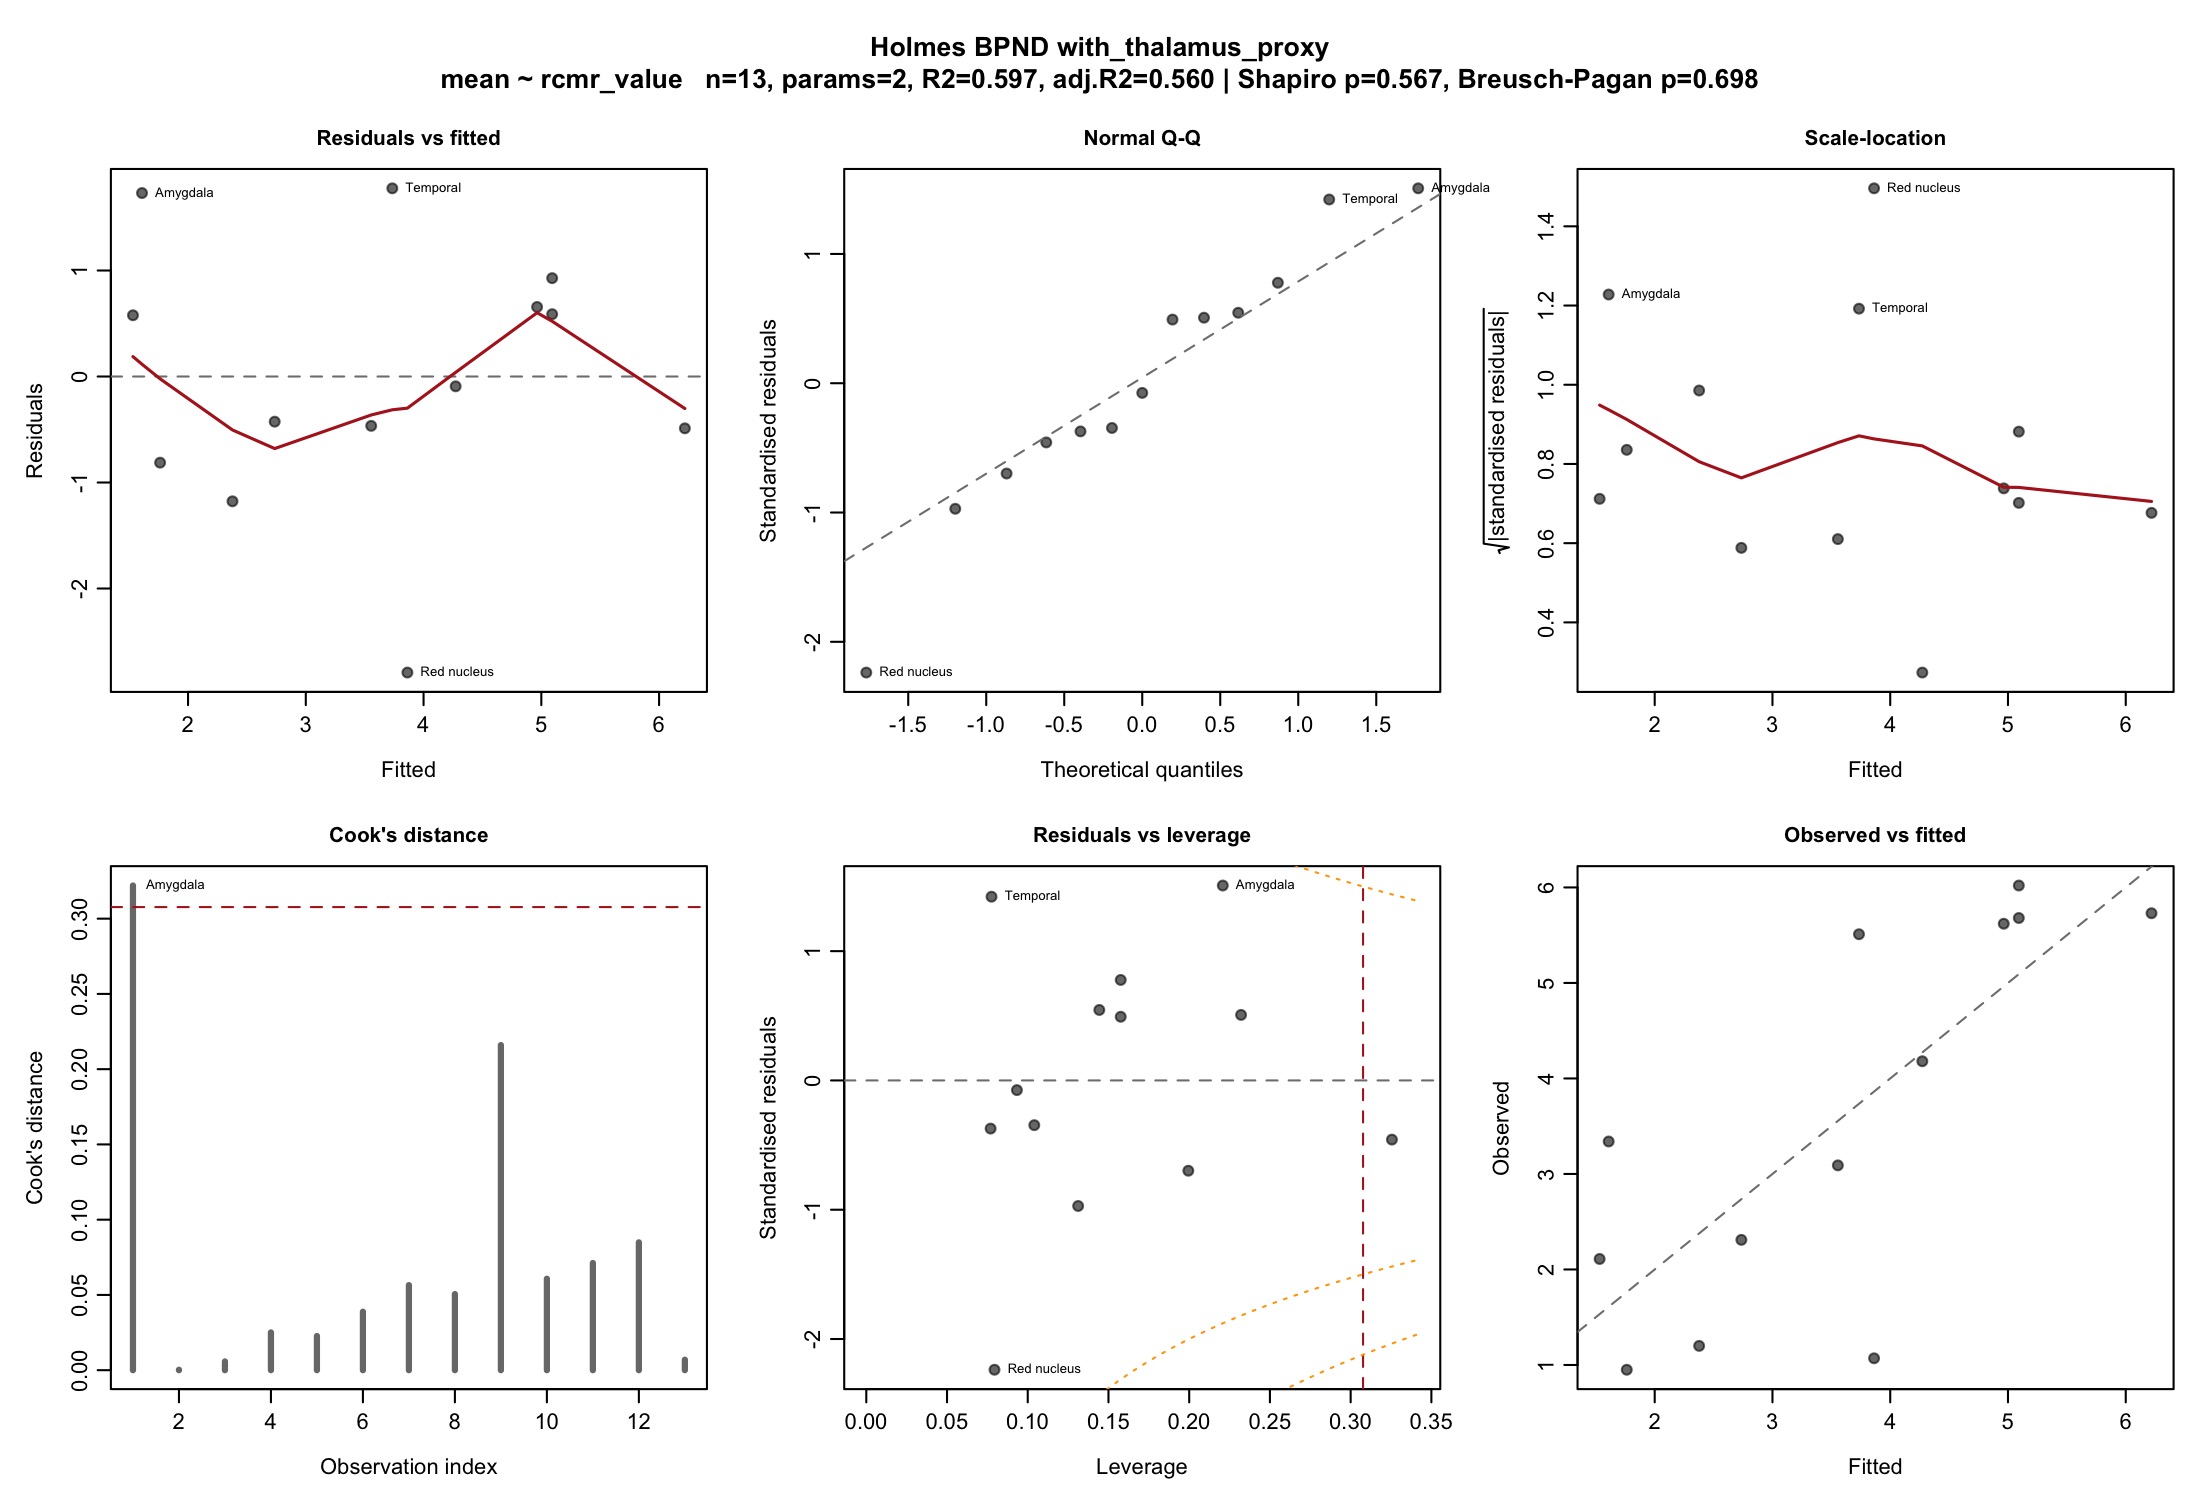 Holmes BPND with_thalamus_proxy
mean ~ rcmr_value   n=13, params=2, R2=0.597, adj.R2=0.560 | Shapiro p=0.567, Breusch-Pagan p=0.698
Residuals vs fitted
Amygdala
Temporal
Red nucleus
1
0
-1
-2
Residuals
2 3 4 5 6
Fitted
Normal Q-Q
Amygdala
Temporal
Red nucleus
1
0
-1
-2
Standardised residuals
-1.5 -1.0 -0.5 0.0 0.5 1.0 1.5
Theoretical quantiles
Scale-location
Red nucleus
Amygdala
Temporal
1.4
1.2
1.0
0.8
0.6
0.4
√|standardised residuals|
2 3 4 5 6
Fitted
Cook's distance
Amygdala
0.30
0.25
0.20
0.15
0.10
0.05
0.00
Cook's distance
2 4 6 8 10 12
Observation index
Residuals vs leverage
Amygdala
Temporal
Red nucleus
1
0
-1
-2
Standardised residuals
0.00 0.05 0.10 0.15 0.20 0.25 0.30 0.35
Leverage
Observed vs fitted
6
5
4
3
2
1
Observed
2 3 4 5 6
Fitted